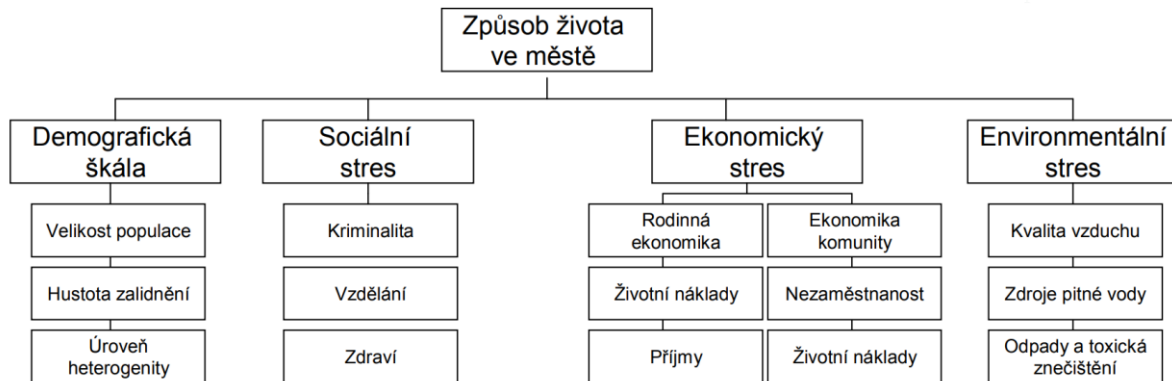 Způsob života
ve městě
Demografická
škála
Sociální
stres
Ekonomický
stres
Environmentální
stres
Velikost populace
Kriminalita
Rodinná
ekonomika
Ekonomika
komunity
Kvalita vzduchu
Hustota zalidnění
Vzdělání
Životní náklady
Nezaměstnanost
Zdroje pitné vody
Úroveň
heterogenity
Zdraví
Příjmy
Životní náklady
Odpady a toxická
znečištění